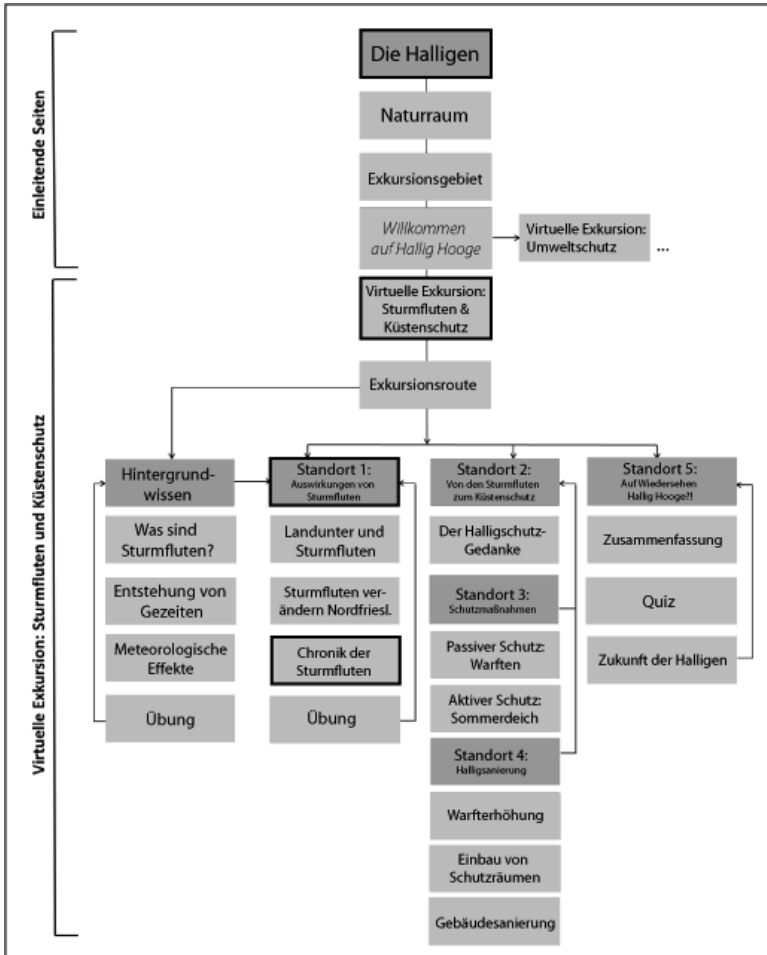 Einleitende Seiten
Die Halligen
Naturraum
Exkursionsgebiet
Willkommen
auf Hallig Hooge
Virtuelle Exkursion:
Umweltschutz
...
Virtuelle Exkursion: Sturmfluten und Küstenschutz
Virtuelle Exkursion:
Sturmfluten &
Küstenschutz
Exkursionsroute
Hintergrund-
wissen
Was sind
Sturmfluten?
Entstehung von
Gezeiten
Meteorologische
Effekte
Übung
Standort 1:
Auswirkungen von
Sturmfluten
Landunter und
Sturmfluten
Sturmfluten ver-
ändern Nordfriesl.
Chronik der
Sturmfluten
Übung
Standort 2:
Von den Sturmfluten
zum Küstenschutz
Der Halligschutz-
Gedanke
Standort 3:
Schutzmaßnahmen
Passiver Schutz:
Warften
Aktiver Schutz:
Sommerdeich
Standort 4:
Halligsanierung
Warfterhöhung
Einbau von
Schutzräumen
Gebäudesanierung
Standort 5:
Auf Wiedersehen
Hallig Hooge?!
Zusammenfassung
Quiz
Zukunft der Halligen